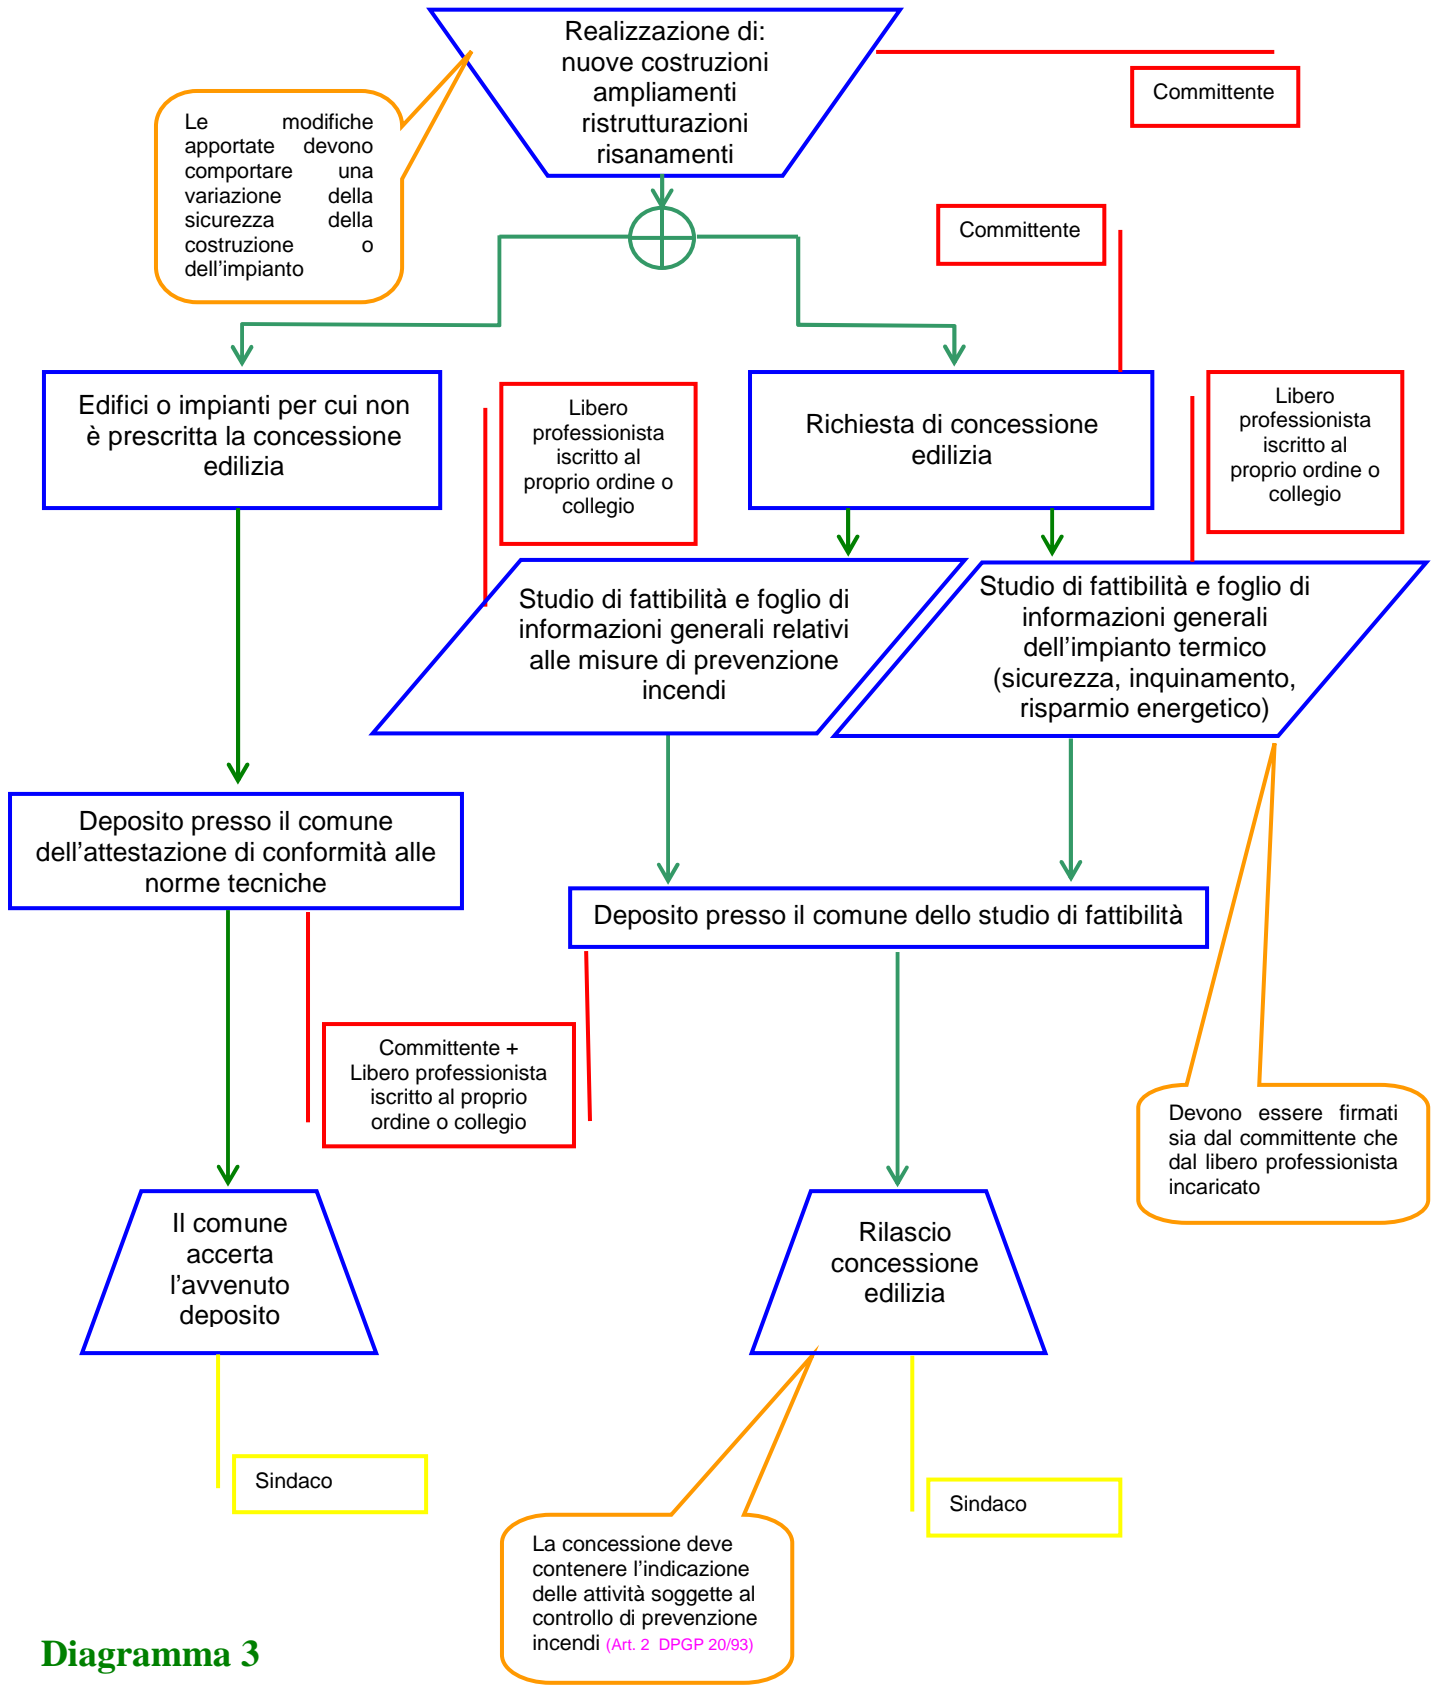 Realizzazione di:
nuove costruzioni
ampliamenti
ristrutturazioni
risanamenti
Committente
Le modifiche
apportate devono
comportare una
variazione della
sicurezza della
costruzione o
dell'impianto
Committente
Edifici o impianti per cui non
è prescritta la concessione
edilizia
Libero
professionista
iscritto al
proprio ordine o
collegio
Richiesta di concessione
edilizia
Libero
professionista
iscritto al
proprio ordine o
collegio
Studio di fattibilità e foglio di
informazioni generali relativi
alle misure di prevenzione
incendi
Studio di fattibilità e foglio di
informazioni generali
dell'impianto termico
(sicurezza, inquinamento,
risparmio energetico)
Deposito presso il comune
dell'attestazione di conformità alle
norme tecniche
Deposito presso il comune dello studio di fattibilità
Committente +
Libero professionista
iscritto al proprio
ordine o collegio
Devono essere firmati
sia dal committente che
dal libero professionista
incaricato
Il comune
accerta
l'avvenuto
deposito
Rilascio
concessione
edilizia
Sindaco
Sindaco
La concessione deve
contenere l'indicazione
delle attività soggette al
controllo di prevenzione
incendi (Art. 2 DPGP 20/93)
Diagramma 3